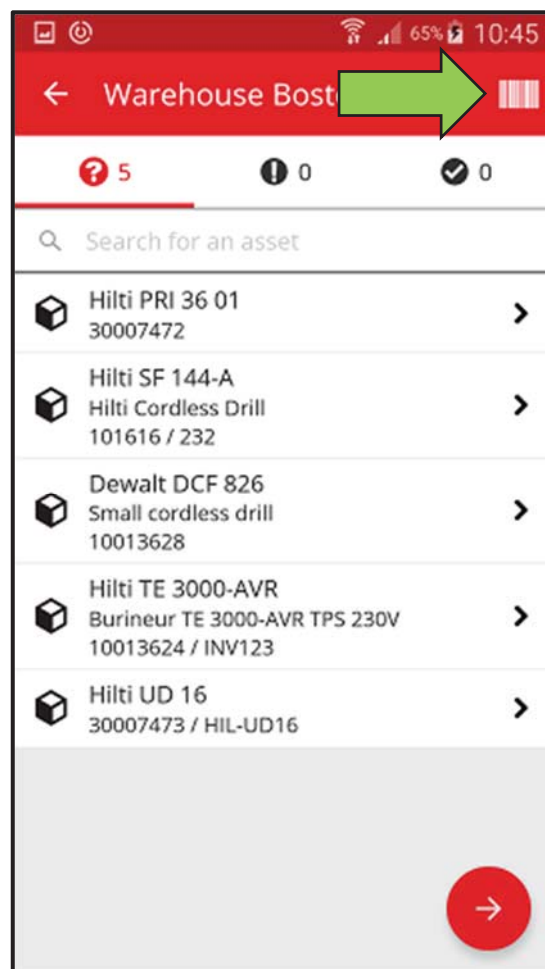 65% 10:45
Warehouse Bost
5 0 0
Search for an asset
Hilti PRI 36 01
30007472
Hilti SF 144-A
Hilti Cordless Drill
101616 / 232
Dewalt DCF 826
Small cordless drill
10013628
Hilti TE 3000-AVR
Burineur TE 3000-AVR TPS 230V
10013624 / INV123
Hilti UD 16
30007473 / HIL-UD16